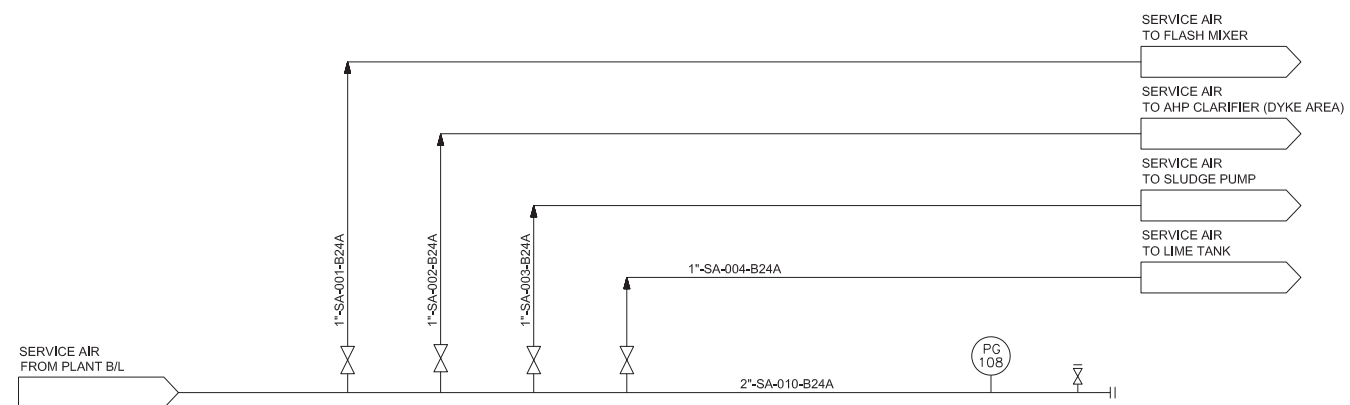 SERVICE AIR
TO FLASH MIXER
SERVICE AIR
TO AHP CLARIFIER (DYKE AREA)
SERVICE AIR
TO SLUDGE PUMP
SERVICE AIR
TO LIME TANK
1"-SA-001-B24A
1"-SA-002-B24A
1"-SA-003-B24A
1"-SA-004-B24A
SERVICE AIR
FROM PLANT B/L
2"-SA-010-B24A
PG
108